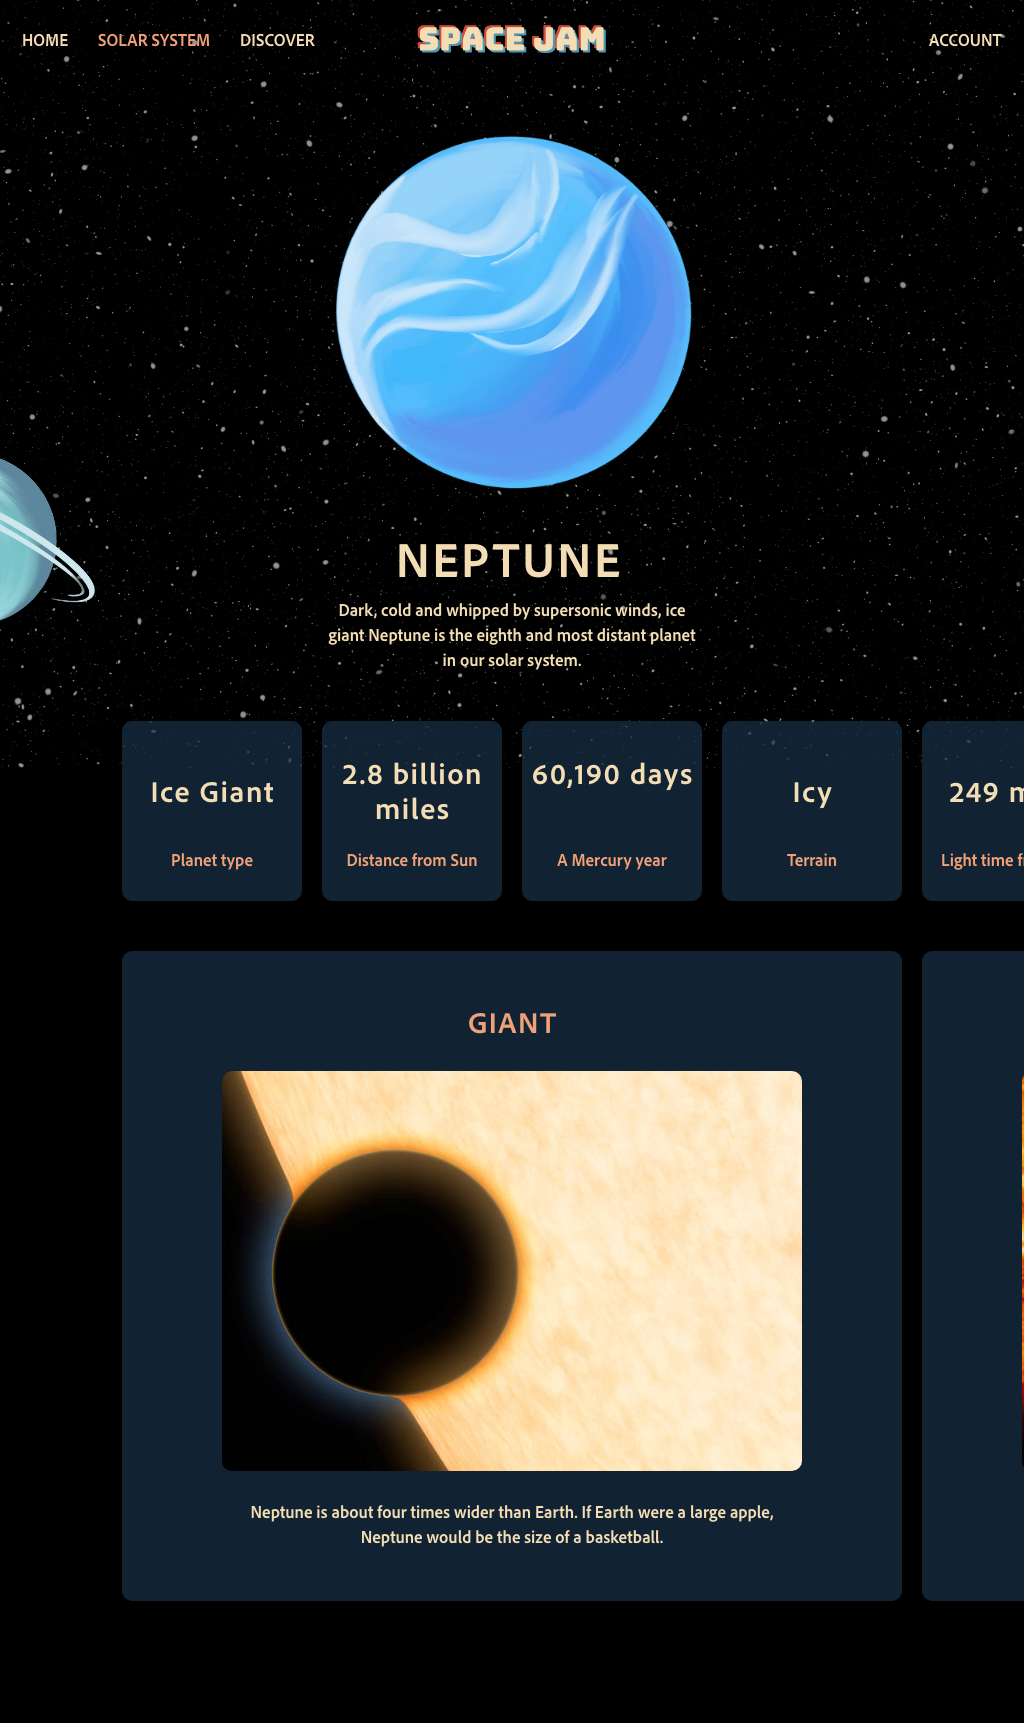 HOME
SOLAR SYSTEM
DISCOVER
SPACE JAM
ACCOUNT
NEPTUNE
Dark, cold and whipped by supersonic winds, ice
giant Neptune is the eighth and most distant planet
in our solar system.
Ice Giant
Planet type
2.8 billion
miles
Distance from Sun
60,190 days
A Mercury year
Icy
Terrain
249
Light time
GIANT
Neptune is about four times wider than Earth. If Earth were a large apple,
Neptune would be the size of a basketball.